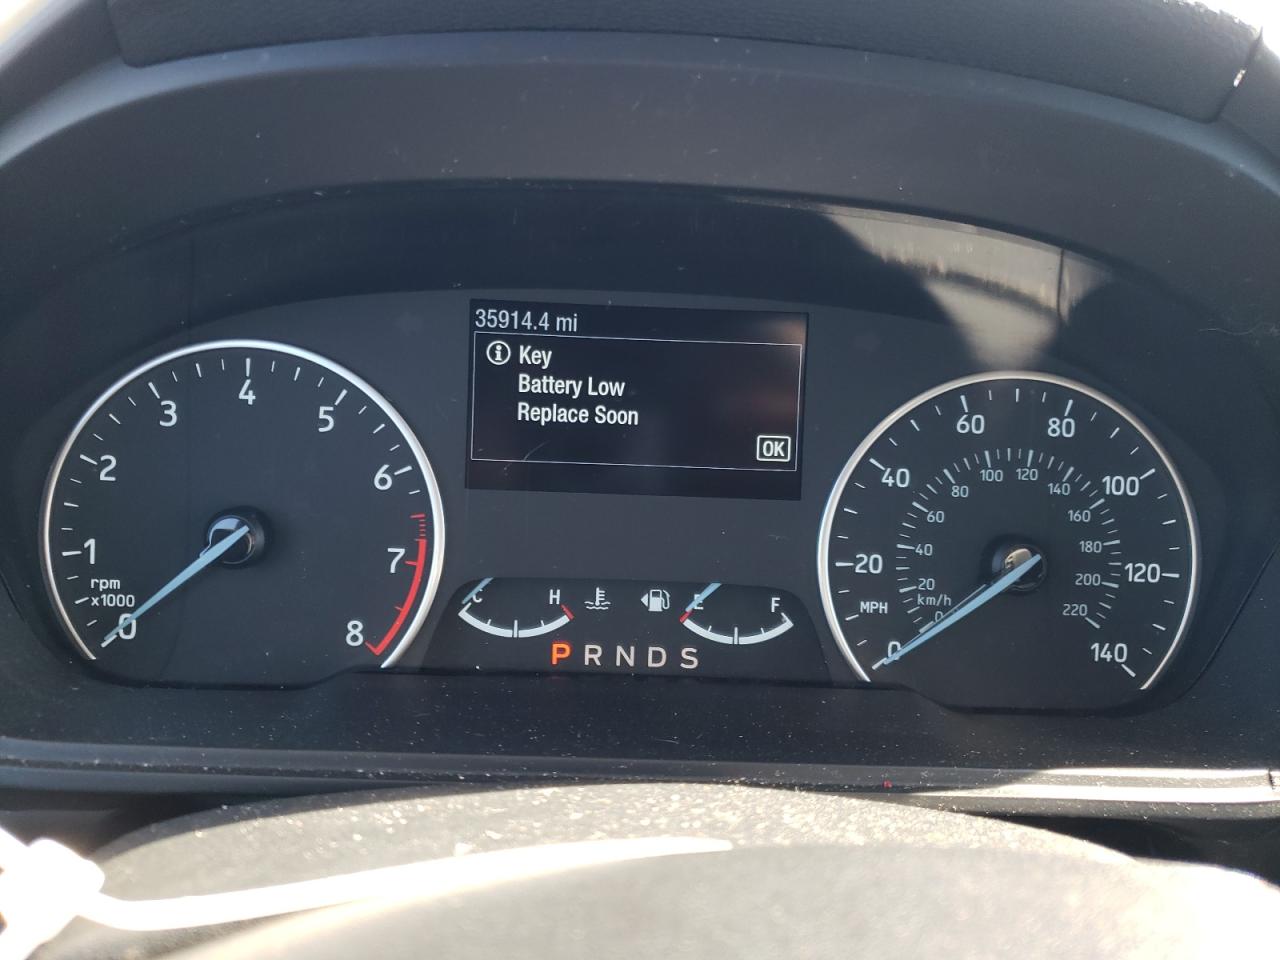 35914.4 mi
Key
Battery Low
Replace Soon
OK
0 1 2 3 4 5 6 7 8
rpm
x1000
C H
E F
P R N D S
0 20 40 60 80 100 120 140
MPH
0 20 40 60 80 100 120 140 160 180 200 220
km/h